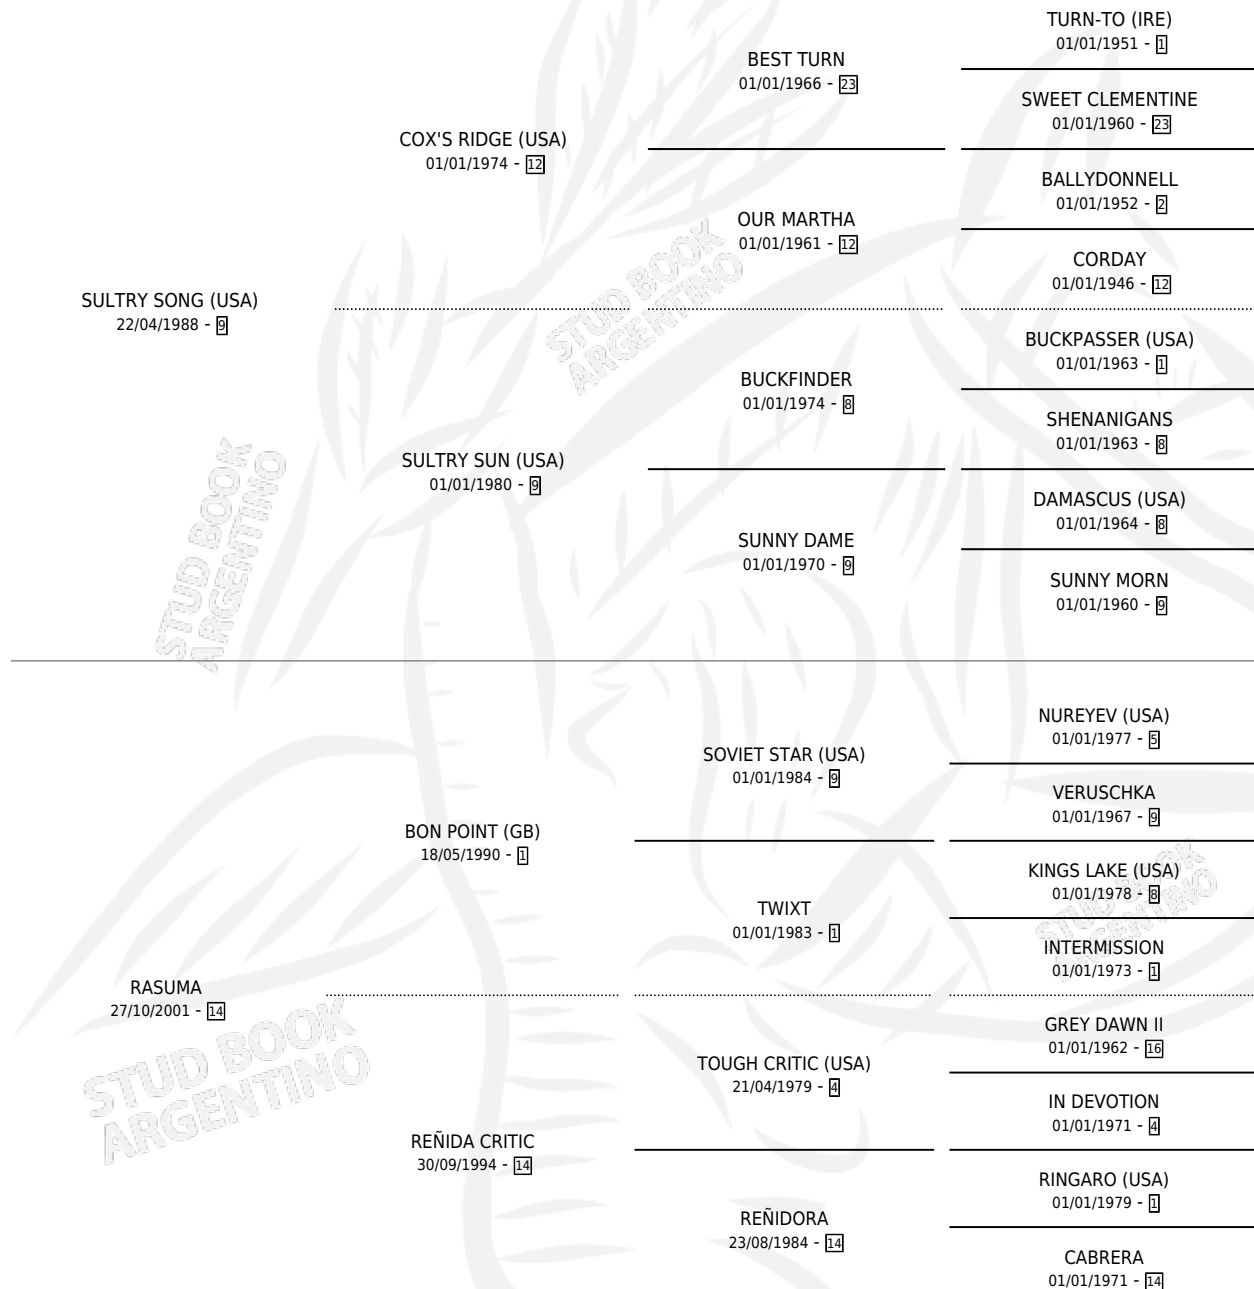 TURN-TO (IRE)
01/01/1951 - 1
BEST TURN
01/01/1966 - 23
SWEET CLEMENTINE
01/01/1960 - 23
COX'S RIDGE (USA)
01/01/1974 - 12
BALLYDONNELL
01/01/1952 - 2
OUR MARTHA
01/01/1961 - 12
CORDAY
01/01/1946 - 12
SULTRY SONG (USA)
22/04/1988 - 9
BUCKPASSER (USA)
01/01/1963 - 1
BUCKFINDER
01/01/1974 - 8
SHENANIGANS
01/01/1963 - 8
SULTRY SUN (USA)
01/01/1980 - 9
DAMASCUS (USA)
01/01/1964 - 8
SUNNY DAME
01/01/1970 - 9
SUNNY MORN
01/01/1960 - 9
NUREYEV (USA)
01/01/1977 - 5
SOVIET STAR (USA)
01/01/1984 - 9
VERUSCHKA
01/01/1967 - 9
BON POINT (GB)
18/05/1990 - 1
KINGS LAKE (USA)
01/01/1978 - 8
TWIXT
01/01/1983 - 1
INTERMISSION
01/01/1973 - 1
RASUMA
27/10/2001 - 14
GREY DAWN II
01/01/1962 - 16
TOUGH CRITIC (USA)
21/04/1979 - 4
IN DEVOTION
01/01/1971 - 4
REÑIDA CRITIC
30/09/1994 - 14
RINGARO (USA)
01/01/1979 - 1
REÑIDORA
23/08/1984 - 14
CABRERA
01/01/1971 - 14
STUD BOOK
ARGENTINO
STUD BOOK
ARGENTINO
STUD BOOK
ARGENTINO
STUD BOOK
ARGENTINO